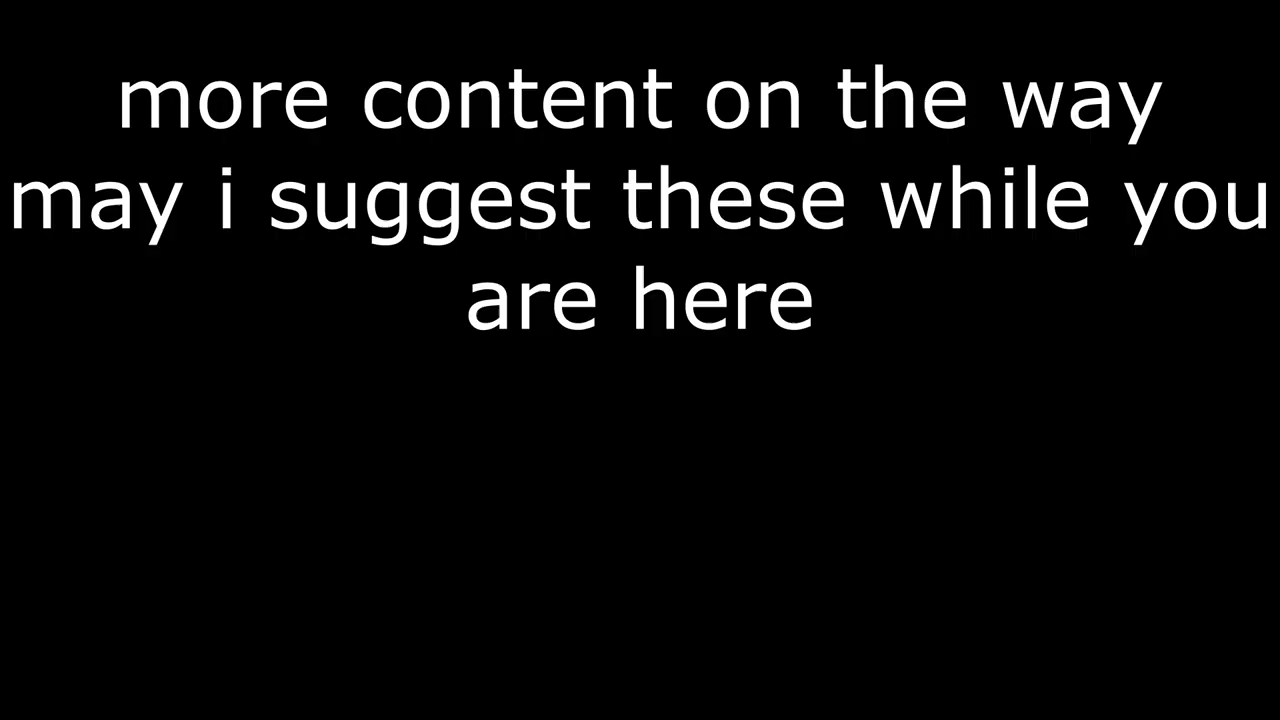 more content on the way
may i suggest these while you
are here